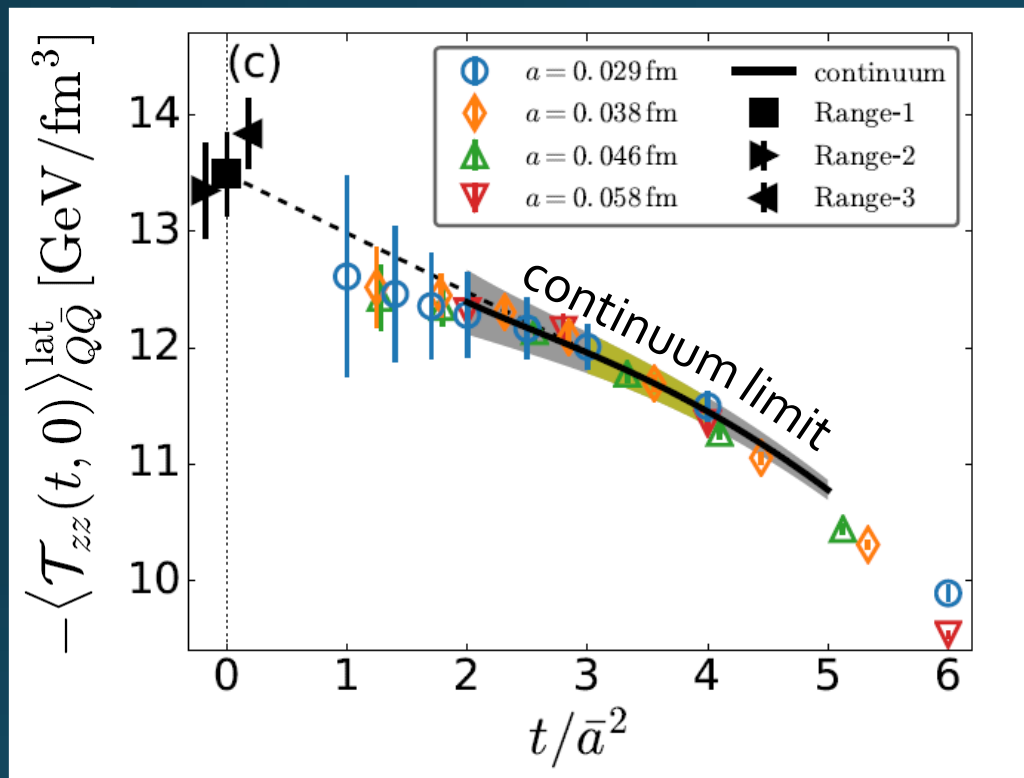 (c)
−⟨𝒯zz(t, 0)⟩lat QQ̄ [GeV/fm³]
14
13
12
11
10
a = 0.029 fm
a = 0.038 fm
a = 0.046 fm
a = 0.058 fm
continuum
Range-1
Range-2
Range-3
continuum limit
0 1 2 3 4 5 6
t/ā²